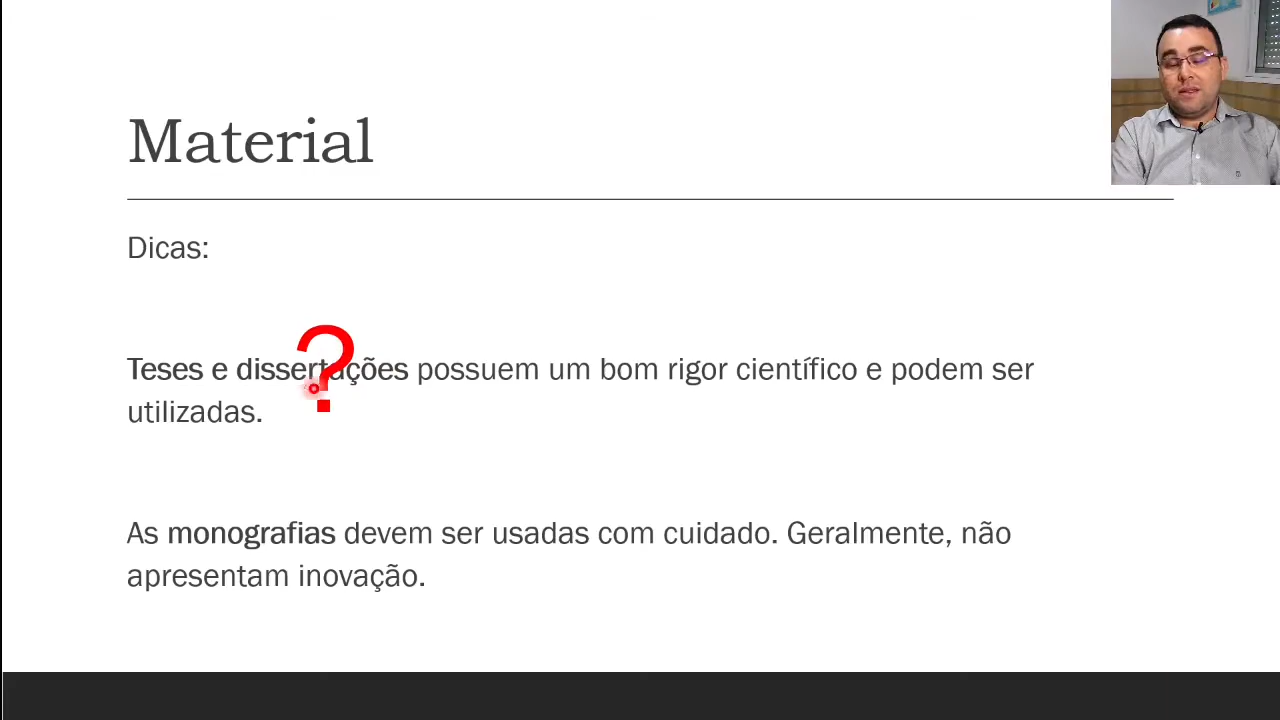 Material
Dicas:
Teses e dissertações possuem um bom rigor científico e podem ser
utilizadas.
?
As monografias devem ser usadas com cuidado. Geralmente, não
apresentam inovação.